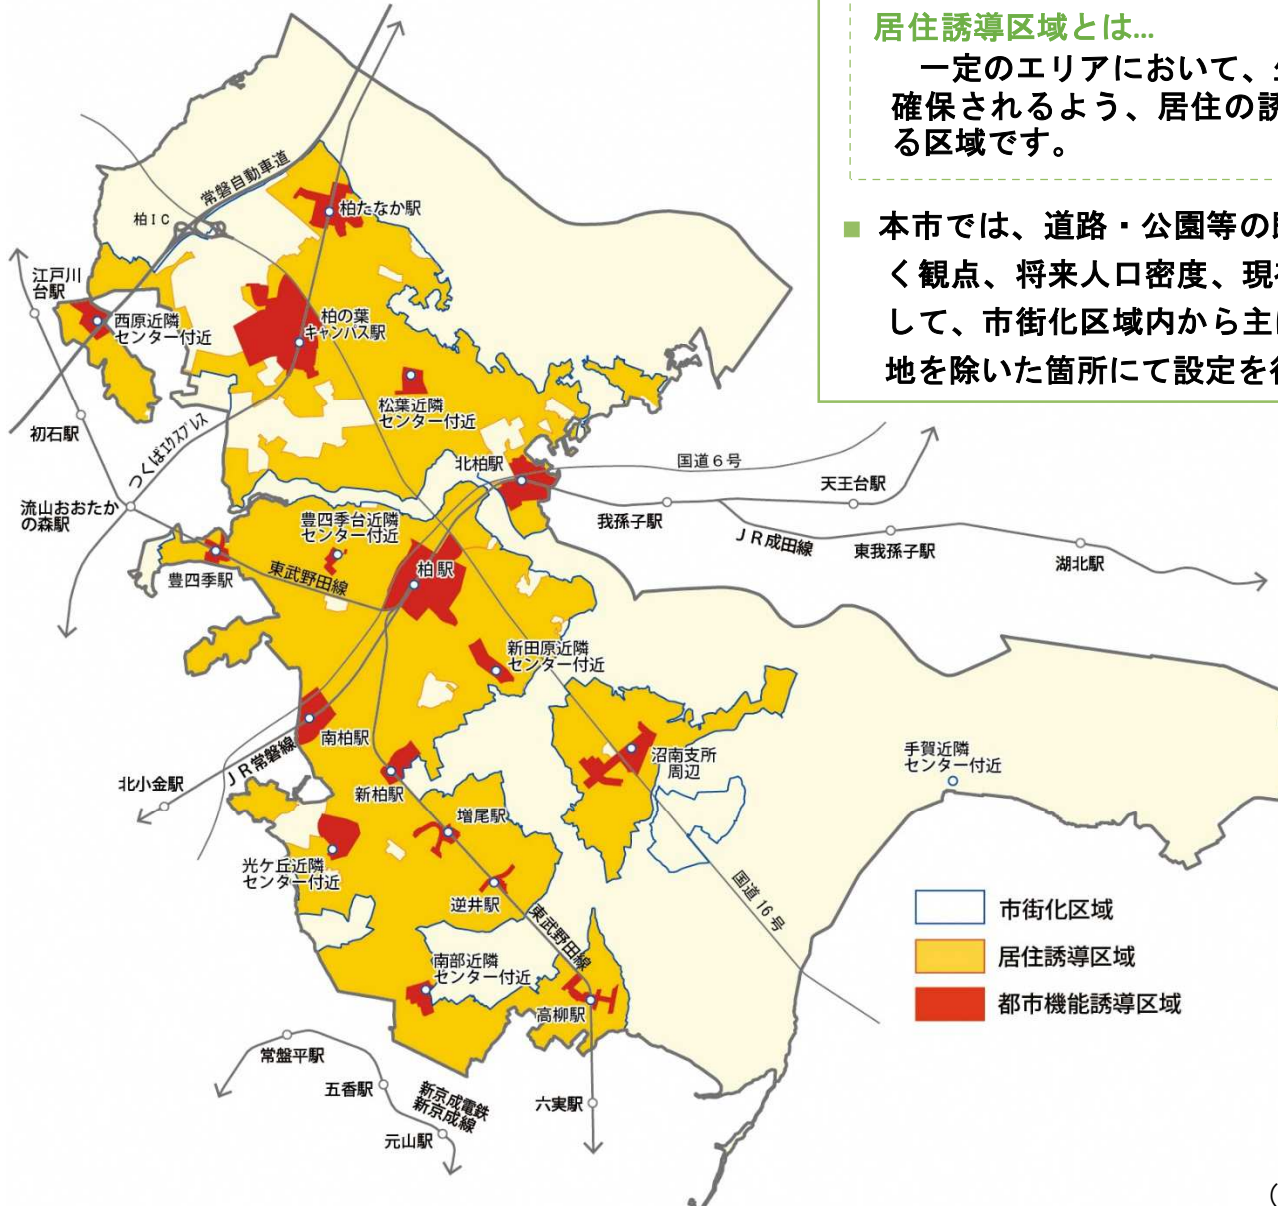 居住誘導区域とは…
一定のエリアにおいて、
確保されるよう、居住の誘
る区域です。
■ 本市では、道路・公園等の
く観点、将来人口密度、現
して、市街化区域内から主
地を除いた箇所にて設定を
常磐自動車道
柏IC
柏たなか駅
江戸川
台駅
西原近隣
センター付近
柏の葉
キャンパス駅
松葉近隣
センター付近
初石駅
つくばエクスプレス
北柏駅
国道6号
天王台駅
流山おおたか
の森駅
我孫子駅
JR成田線
東我孫子駅
湖北駅
豊四季台近隣
センター付近
豊四季駅
東武野田線
柏駅
新田原近隣
センター付近
南柏駅
JR常磐線
北小金駅
新柏駅
沼南支所
周辺
手賀近隣
センター付近
増尾駅
光ケ丘近隣
センター付近
逆井駅
国道16号
東武野田線
南部近隣
センター付近
高柳駅
市街化区域
居住誘導区域
都市機能誘導区域
常盤平駅
五香駅
新京成電鉄
新京成線
元山駅
六実駅
（